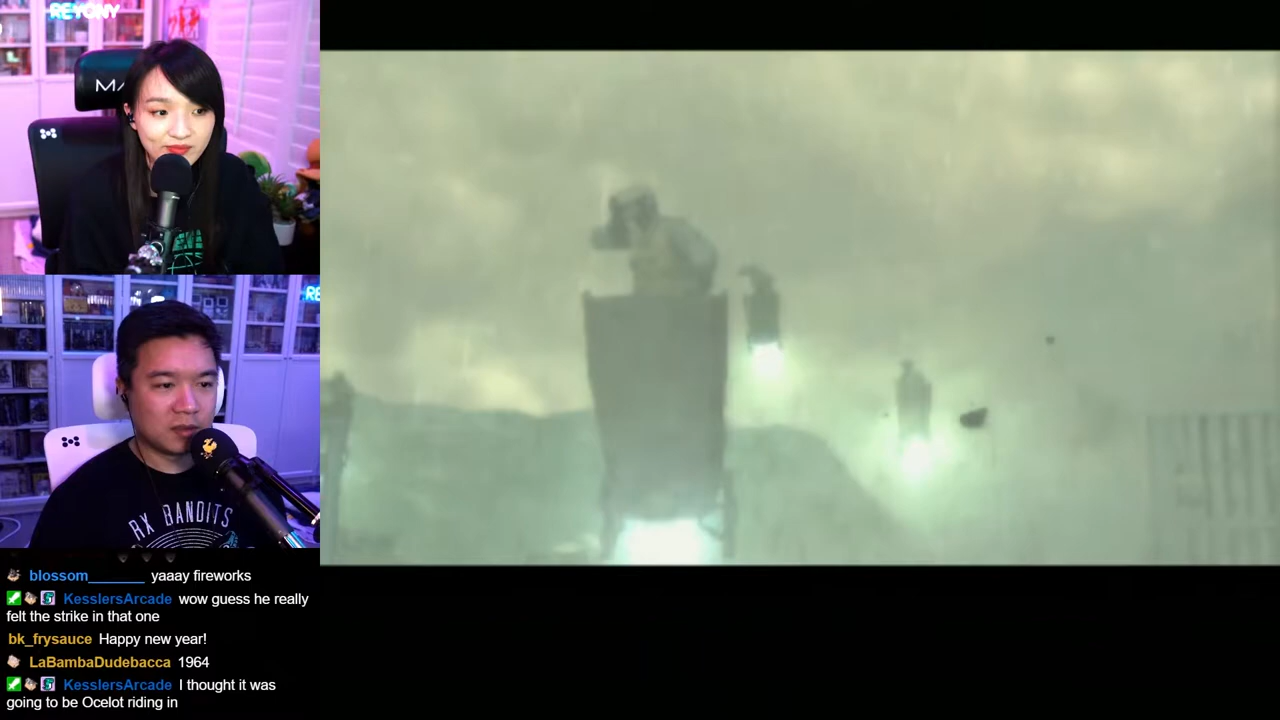 REYONY
MA
RE
RX BANDITS
blossom_______ yaaay fireworks
KesslersArcade wow guess he really
felt the strike in that one
bk_frysauce Happy new year!
LaBambaDudebacca 1964
KesslersArcade I thought it was
going to be Ocelot riding in